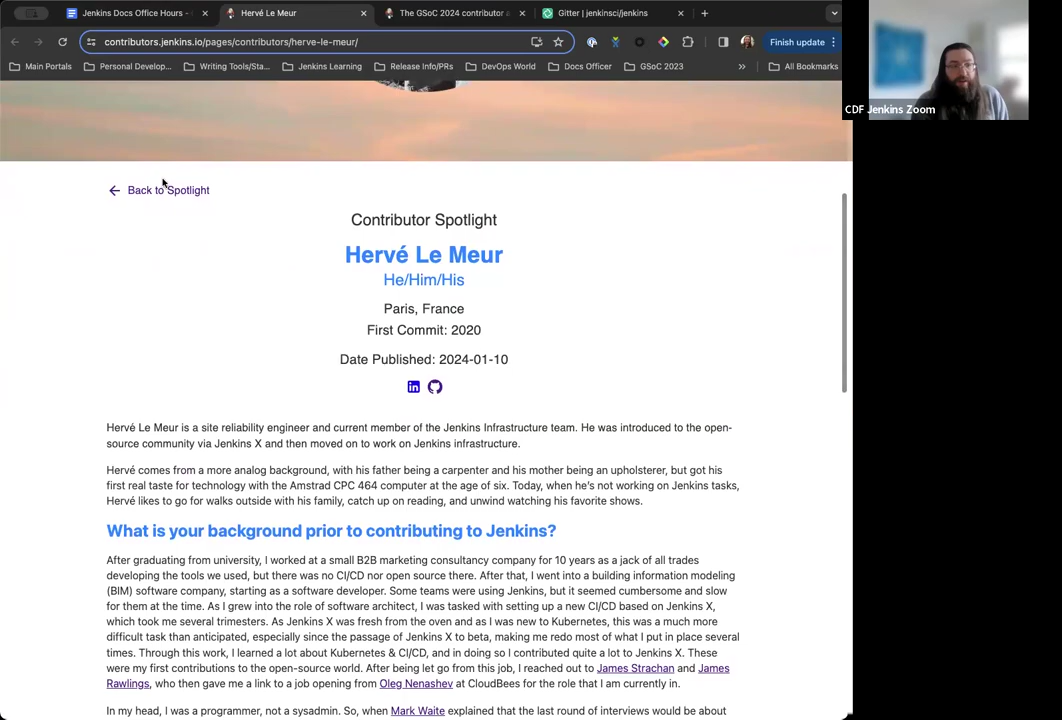 Jenkins Docs Office Hours -
Hervé Le Meur
The GSoC 2024 contributor a
Gitter | jenkinsci/jenkins
contributors.jenkins.io/pages/contributors/herve-le-meur/
Finish update
Main Portals
Personal Develop...
Writing Tools/Sta...
Jenkins Learning
Release Info/PRs
DevOps World
Docs Officer
GSoC 2023
»
All Bookmarks
CDF Jenkins Zoom
Back to Spotlight
Contributor Spotlight
Hervé Le Meur
He/Him/His
Paris, France
First Commit: 2020
Date Published: 2024-01-10
Hervé Le Meur is a site reliability engineer and current member of the Jenkins Infrastructure team. He was introduced to the open-
source community via Jenkins X and then moved on to work on Jenkins infrastructure.
Hervé comes from a more analog background, with his father being a carpenter and his mother being an upholsterer, but got his
first real taste for technology with the Amstrad CPC 464 computer at the age of six. Today, when he's not working on Jenkins tasks,
Hervé likes to go for walks outside with his family, catch up on reading, and unwind watching his favorite shows.
What is your background prior to contributing to Jenkins?
After graduating from university, I worked at a small B2B marketing consultancy company for 10 years as a jack of all trades
developing the tools we used, but there was no CI/CD nor open source there. After that, I went into a building information modeling
(BIM) software company, starting as a software developer. Some teams were using Jenkins, but it seemed cumbersome and slow
for them at the time. As I grew into the role of software architect, I was tasked with setting up a new CI/CD based on Jenkins X,
which took me several trimesters. As Jenkins X was fresh from the oven and as I was new to Kubernetes, this was a much more
difficult task than anticipated, especially since the passage of Jenkins X to beta, making me redo most of what I put in place several
times. Through this work, I learned a lot about Kubernetes & CI/CD, and in doing so I contributed quite a lot to Jenkins X. These
were my first contributions to the open-source world. After being let go from this job, I reached out to James Strachan and James
Rawlings, who then gave me a link to a job opening from Oleg Nenashev at CloudBees for the role that I am currently in.
In my head, I was a programmer, not a sysadmin. So, when Mark Waite explained that the last round of interviews would be about